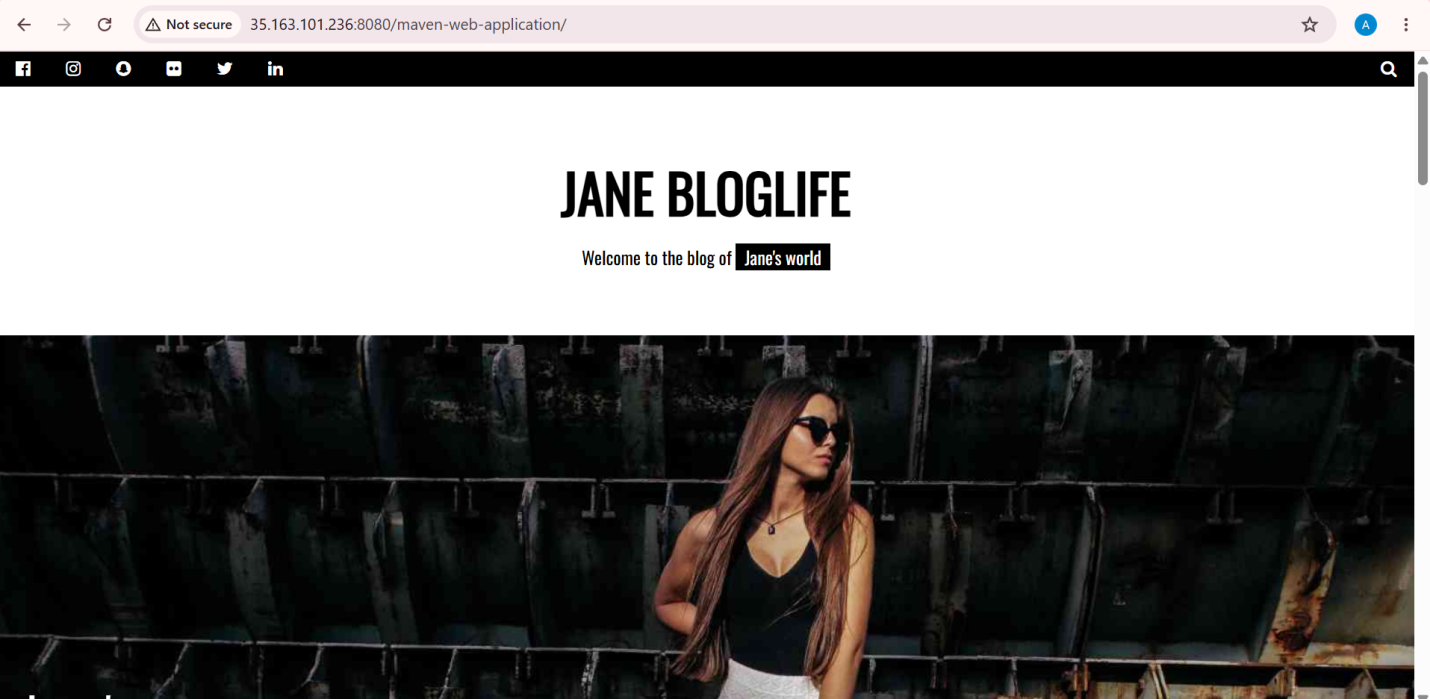 Not secure 35.163.101.236:8080/maven-web-application/ A
JANE BLOGLIFE
Welcome to the blog of Jane's world